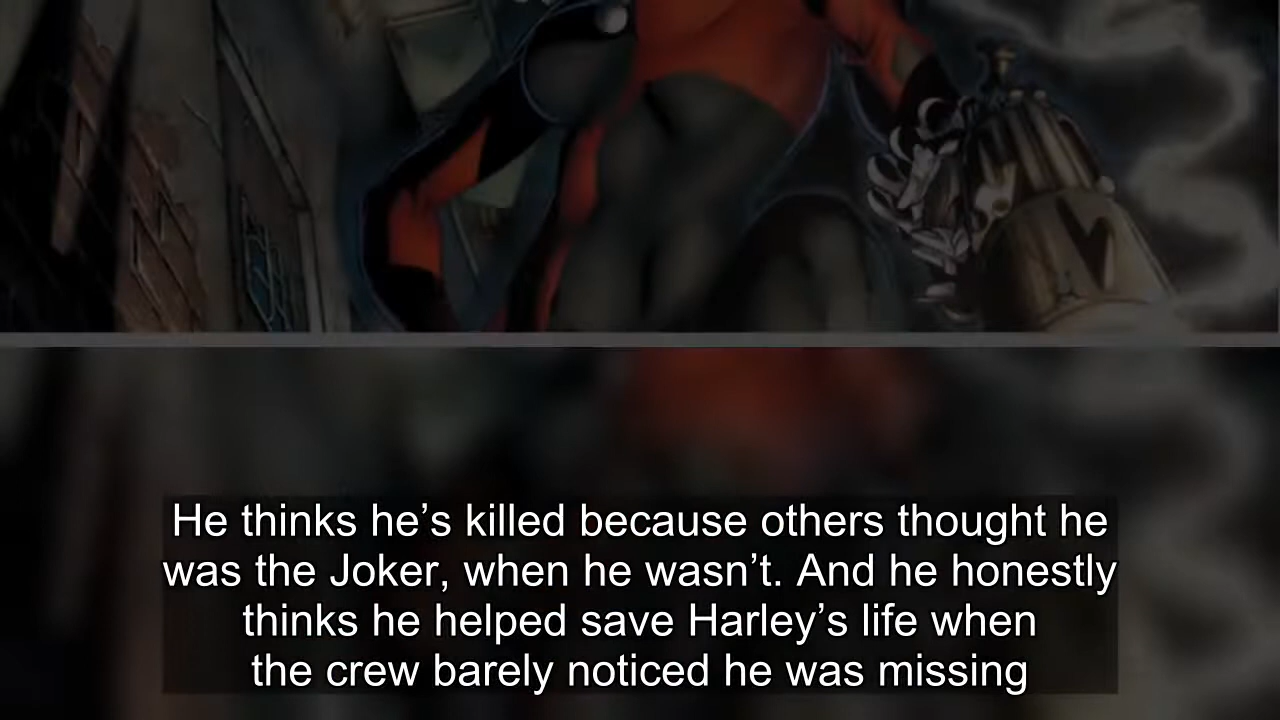 He thinks he’s killed because others thought he
was the Joker, when he wasn’t. And he honestly
thinks he helped save Harley’s life when
the crew barely noticed he was missing